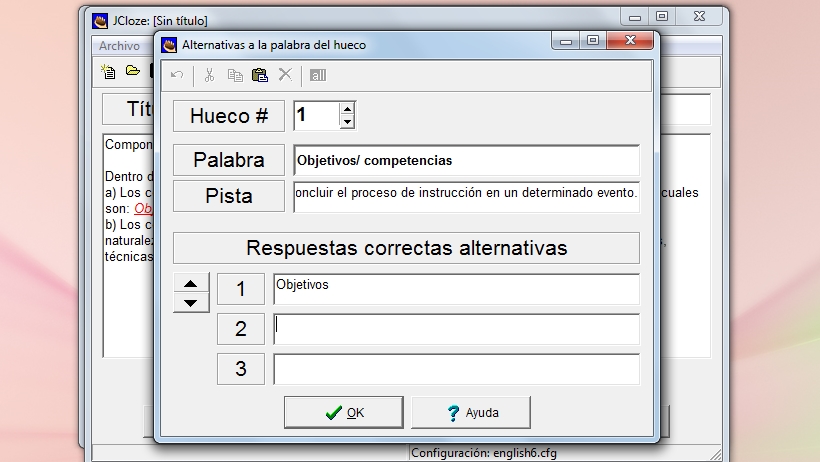 JCloze: [Sin título]
Archivo
Alternativas a la palabra del hueco
all
Hueco # 1
Palabra Objetivos/ competencias
Pista oncluir el proceso de instrucción en un determinado evento.
Compon
Dentro d
a) Los c cuales
son: Ob
b) Los c
naturalez
técnicas
Respuestas correctas alternativas
1 Objetivos
2
3
OK Ayuda
Configuración: english6.cfg